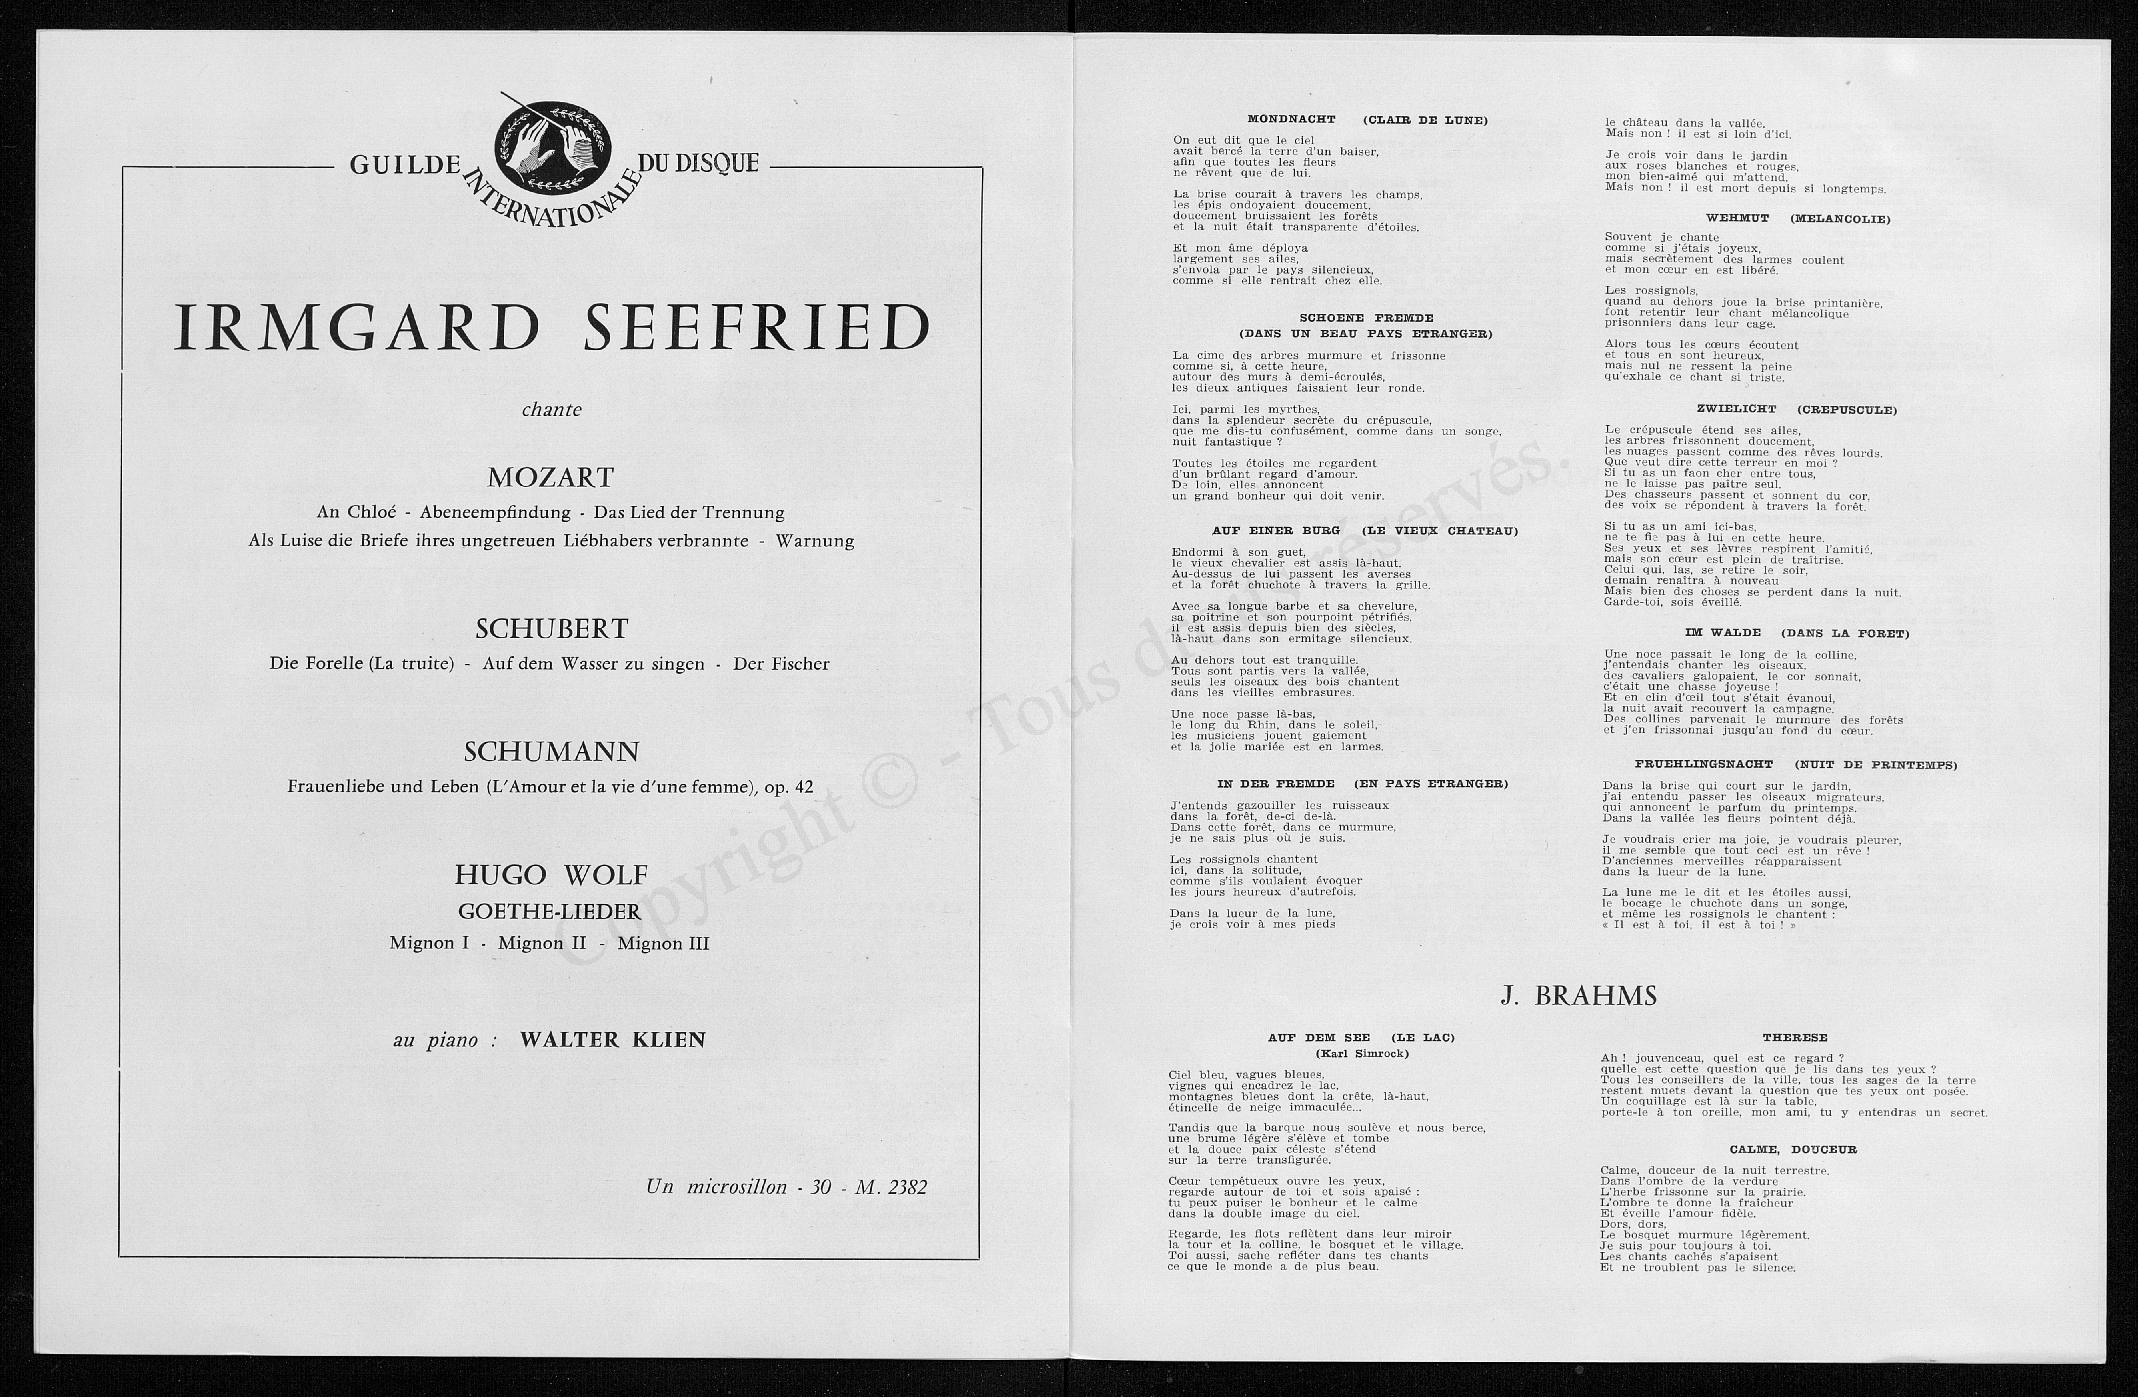 GUILDE INTERNATIONALE DU DISQUE
IRMGARD SEEFRIED
chante
MOZART
An Chloé - Abeneempfindung - Das Lied der Trennung
Als Luise die Briefe ihres ungetreuen Liébhabers verbrannte - Warnung
SCHUBERT
Die Forelle (La truite) - Auf dem Wasser zu singen - Der Fischer
SCHUMANN
Frauenliebe und Leben (L'Amour et la vie d'une femme), op. 42
HUGO WOLF
GOETHE-LIEDER
Mignon I - Mignon II - Mignon III
au piano : WALTER KLIEN
Un microsillon - 30 - M. 2382
MONDNACHT (CLAIR DE LUNE)
On eut dit que le ciel
avait bercé la terre d'un baiser,
afin que toutes les fleurs
ne rêvent que de lui.
La brise courait à travers les champs,
les épis ondoyaient doucement,
doucement bruissaient les forêts
et la nuit était transparente d'étoiles.
Et mon âme déploya
largement ses ailes,
s'envola par le pays silencieux,
comme si elle rentrait chez elle.
SCHOENE FREMDE
(DANS UN BEAU PAYS ETRANGER)
La cime des arbres murmure et frissonne
comme si, à cette heure,
autour des murs à demi-écroulés,
les dieux antiques faisaient leur ronde.
Ici, parmi les myrthes,
dans la splendeur secrète du crépuscule,
que me dis-tu confusément, comme dans un songe,
nuit fantastique ?
Toutes les étoiles me regardent
d'un brûlant regard d'amour.
De loin, elles annoncent
un grand bonheur qui doit venir.
AUF EINER BURG (LE VIEUX CHATEAU)
Endormi à son guet,
le vieux chevalier est assis là-haut.
Au-dessus de lui passent les averses
et la forêt chuchote à travers la grille.
Avec sa longue barbe et sa chevelure,
sa poitrine et son pourpoint pétrifiés,
il est assis depuis bien des siècles,
là-haut dans son ermitage silencieux.
Au dehors tout est tranquille.
Tous sont partis vers la vallée,
seuls les oiseaux des bois chantent
dans les vieilles embrasures.
Une noce passe là-bas,
le long du Rhin, dans le soleil,
les musiciens jouent gaiement
et la jolie mariée est en larmes.
IN DER FREMDE (EN PAYS ETRANGER)
J'entends gazouiller les ruisseaux
dans la forêt, de-ci de-là.
Dans cette forêt, dans ce murmure,
je ne sais plus où je suis.
Les rossignols chantent
ici, dans la solitude,
comme s'ils voulaient évoquer
les jours heureux d'autrefois.
Dans la lueur de la lune,
je crois voir à mes pieds
le château dans la vallée.
Mais non ! il est si loin d'ici.
Je crois voir dans le jardin
aux roses blanches et rouges,
mon bien-aimé qui m'attend.
Mais non ! il est mort depuis si longtemps.
WEHMUT (MELANCOLIE)
Souvent je chante
comme si j'étais joyeux,
mais secrètement des larmes coulent
et mon cœur en est libéré.
Les rossignols,
quand au dehors joue la brise printanière,
font retentir leur chant mélancolique
prisonniers dans leur cage.
Alors tous les cœurs écoutent
et tous en sont heureux,
mais nul ne ressent la peine
qu'exhale ce chant si triste.
ZWIELICHT (CREPUSCULE)
Le crépuscule étend ses ailes,
les arbres frissonnent doucement,
les nuages passent comme des rêves lourds.
Que veut dire cette terreur en moi ?
Si tu as un faon cher entre tous,
ne le laisse pas paître seul.
Des chasseurs passent et sonnent du cor,
des voix se répondent à travers la forêt.
Si tu as un ami ici-bas,
ne te fie pas à lui en cette heure.
Ses yeux et ses lèvres respirent l'amitié,
mais son cœur est plein de traîtrise.
Celui qui, las, se retire le soir,
demain renaîtra à nouveau
Mais bien des choses se perdent dans la nuit.
Garde-toi, sois éveillé.
IM WALDE (DANS LA FORET)
Une noce passait le long de la colline,
j'entendais chanter les oiseaux,
des cavaliers galopaient, le cor sonnait,
c'était une chasse joyeuse !
Et en clin d'œil tout s'était évanoui,
la nuit avait recouvert la campagne.
Des collines parvenait le murmure des forêts
et j'en frissonnai jusqu'au fond du cœur.
FRUEHLINGSNACHT (NUIT DE PRINTEMPS)
Dans la brise qui court sur le jardin,
j'ai entendu passer les oiseaux migrateurs,
qui annoncent le parfum du printemps.
Dans la vallée les fleurs pointent déjà.
Je voudrais crier ma joie, je voudrais pleurer,
il me semble que tout ceci est un rêve !
D'anciennes merveilles réapparaissent
dans la lueur de la lune.
La lune me le dit et les étoiles aussi,
le bocage le chuchote dans un songe,
et même les rossignols le chantent :
« Il est à toi, il est à toi ! »
J. BRAHMS
AUF DEM SEE (LE LAC)
(Karl Simrock)
Ciel bleu, vagues bleues,
vignes qui encadrez le lac,
montagnes bleues dont la crête, là-haut,
étincelle de neige immaculée...
Tandis que la barque nous soulève et nous berce,
une brume légère s'élève et tombe
et la douce paix céleste s'étend
sur la terre transfigurée.
Cœur tempétueux ouvre les yeux,
regarde autour de toi et sois apaisé :
tu peux puiser le bonheur et le calme
dans la double image du ciel.
Regarde, les flots reflètent dans leur miroir
la tour et la colline, le bosquet et le village.
Toi aussi, sache refléter dans tes chants
ce que le monde a de plus beau.
THERESE
Ah ! jouvenceau, quel est ce regard ?
quelle est cette question que je lis dans tes yeux ?
Tous les conseillers de la ville, tous les sages de la terre
restent muets devant la question que tes yeux ont posée.
Un coquillage est là sur la table,
porte-le à ton oreille, mon ami, tu y entendras un secret.
CALME, DOUCEUR
Calme, douceur de la nuit terrestre.
Dans l'ombre de la verdure
L'herbe frissonne sur la prairie.
L'ombre te donne la fraîcheur
Et éveille l'amour fidèle.
Dors, dors,
Le bosquet murmure légèrement.
Je suis pour toujours à toi.
Les chants cachés s'apaisent
Et ne troublent pas le silence.
Copyright © - Tous droits réservés.